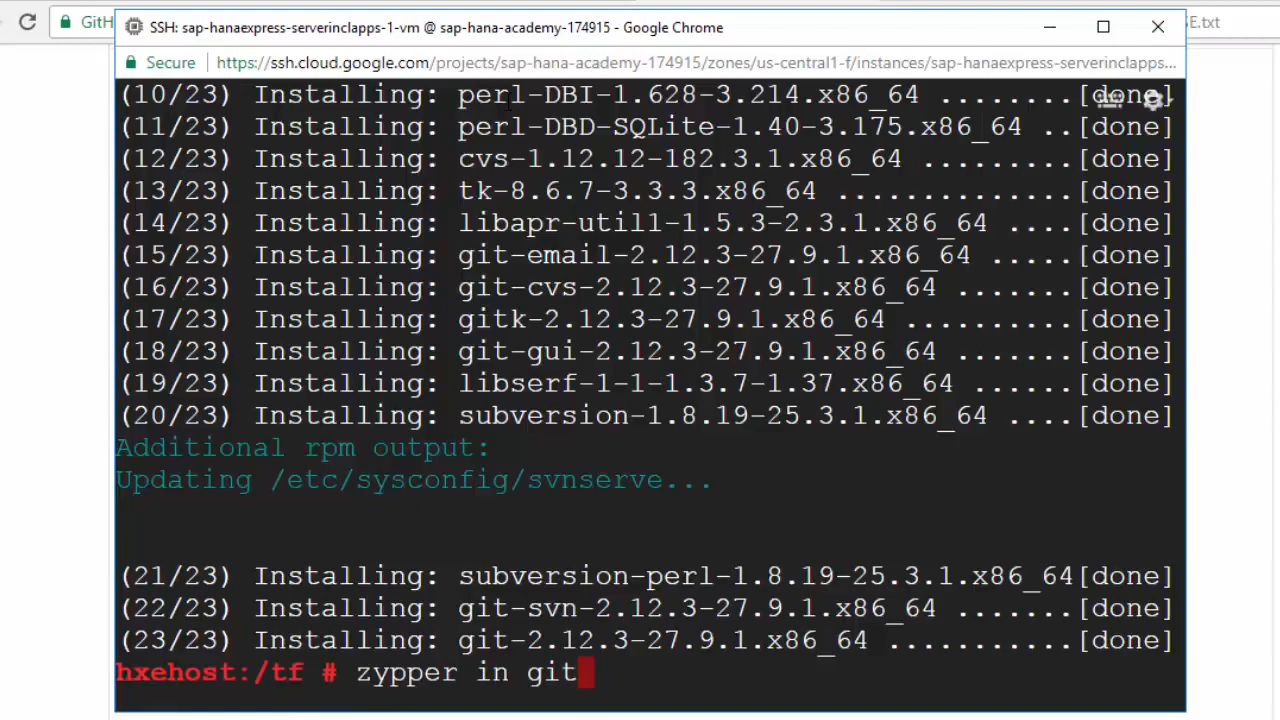 GitH
SSH: sap-hanaexpress-serverinclapps-1-vm @ sap-hana-academy-174915 - Google Chrome
E.txt
Secure
https://ssh.cloud.google.com/projects/sap-hana-academy-174915/zones/us-central1-f/instances/sap-hanaexpress-serverinclapps...
(10/23) Installing: perl-DBI-1.628-3.214.x86_64 ........[done]
(11/23) Installing: perl-DBD-SQLite-1.40-3.175.x86_64 ..[done]
(12/23) Installing: cvs-1.12.12-182.3.1.x86_64 .........[done]
(13/23) Installing: tk-8.6.7-3.3.3.x86_64 ..............[done]
(14/23) Installing: libapr-util1-1.5.3-2.3.1.x86_64 ....[done]
(15/23) Installing: git-email-2.12.3-27.9.1.x86_64 .....[done]
(16/23) Installing: git-cvs-2.12.3-27.9.1.x86_64 .......[done]
(17/23) Installing: gitk-2.12.3-27.9.1.x86_64 ..........[done]
(18/23) Installing: git-gui-2.12.3-27.9.1.x86_64 .......[done]
(19/23) Installing: libserf-1-1-1.3.7-1.37.x86_64 ......[done]
(20/23) Installing: subversion-1.8.19-25.3.1.x86_64 ....[done]
Additional rpm output:
Updating /etc/sysconfig/svnserve...
(21/23) Installing: subversion-perl-1.8.19-25.3.1.x86_64[done]
(22/23) Installing: git-svn-2.12.3-27.9.1.x86_64 .......[done]
(23/23) Installing: git-2.12.3-27.9.1.x86_64 ...........[done]
hxehost:/tf # zypper in git